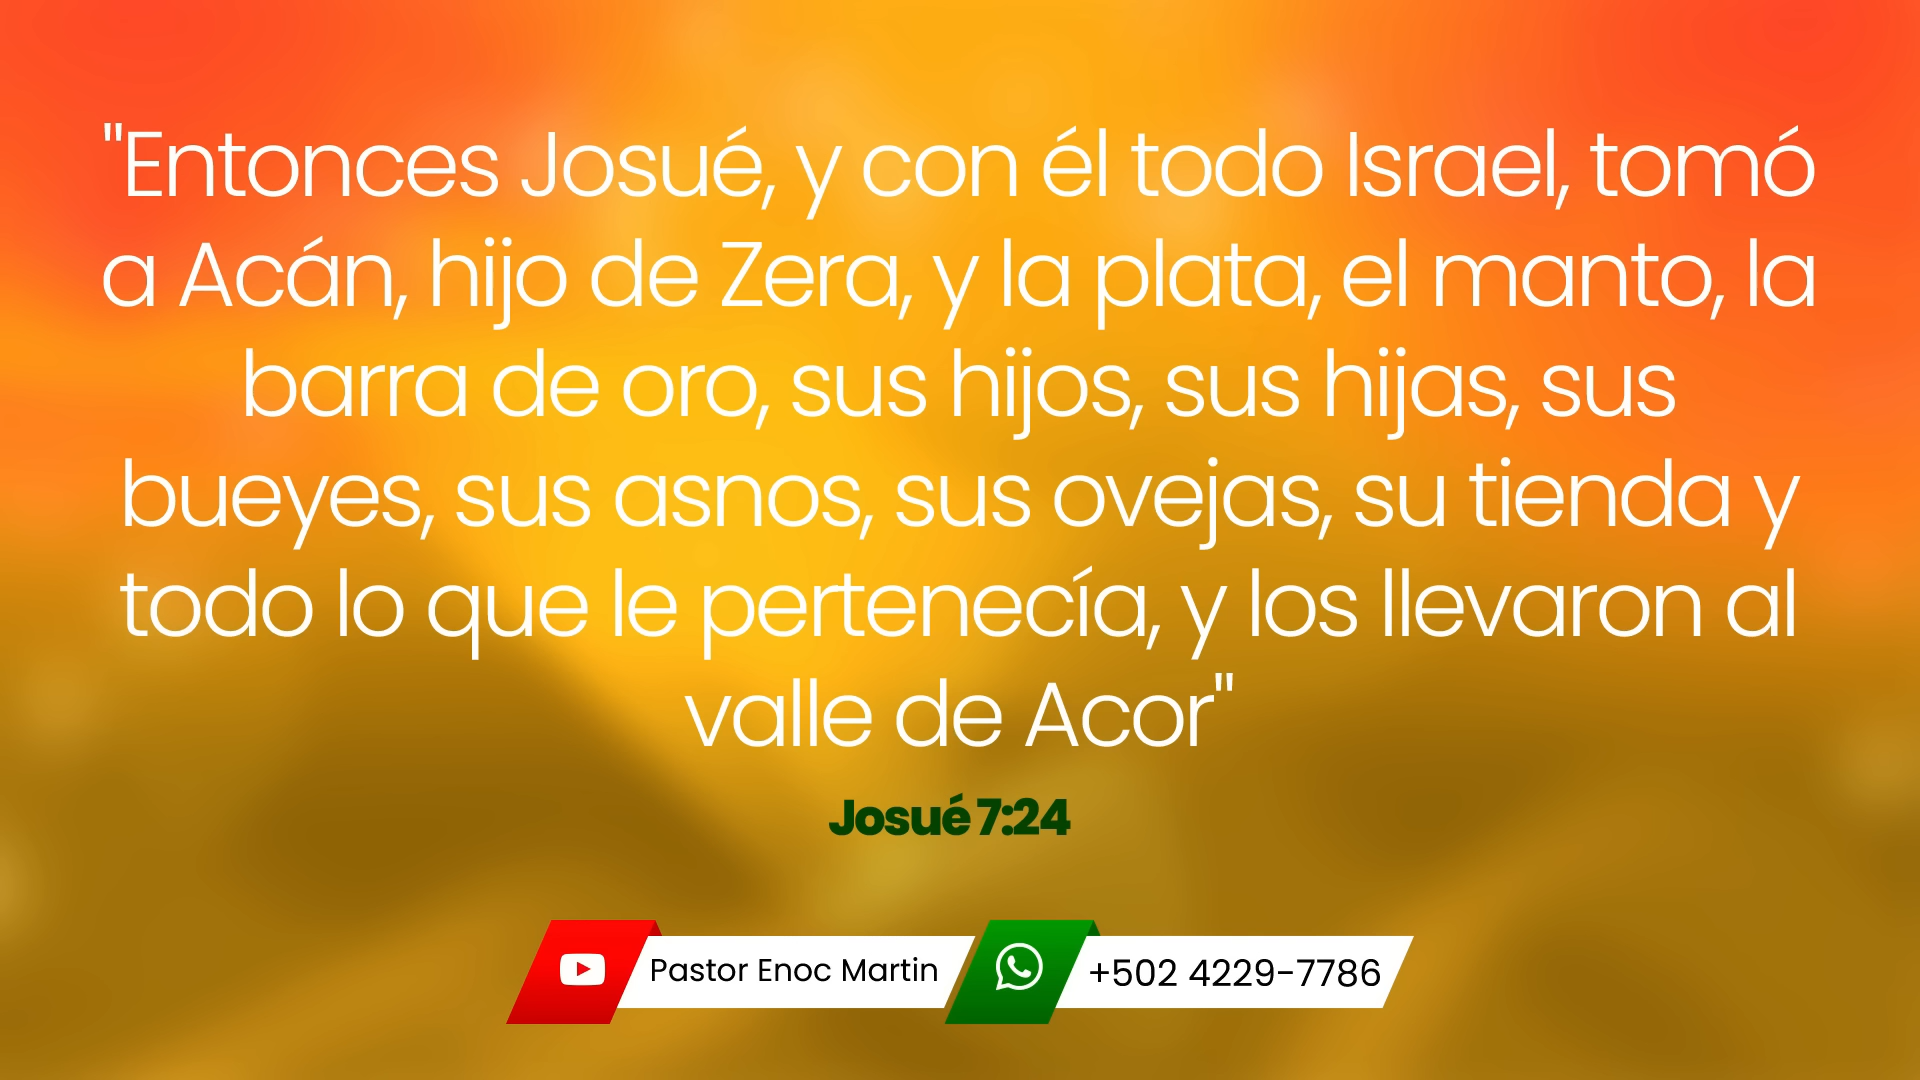 "Entonces Josué, y con él todo Israel, tomó
a Acán, hijo de Zera, y la plata, el manto, la
barra de oro, sus hijos, sus hijas, sus
bueyes, sus asnos, sus ovejas, su tienda y
todo lo que le pertenecía, y los llevaron al
valle de Acor"
Josué 7:24
Pastor Enoc Martin
+502 4229-7786